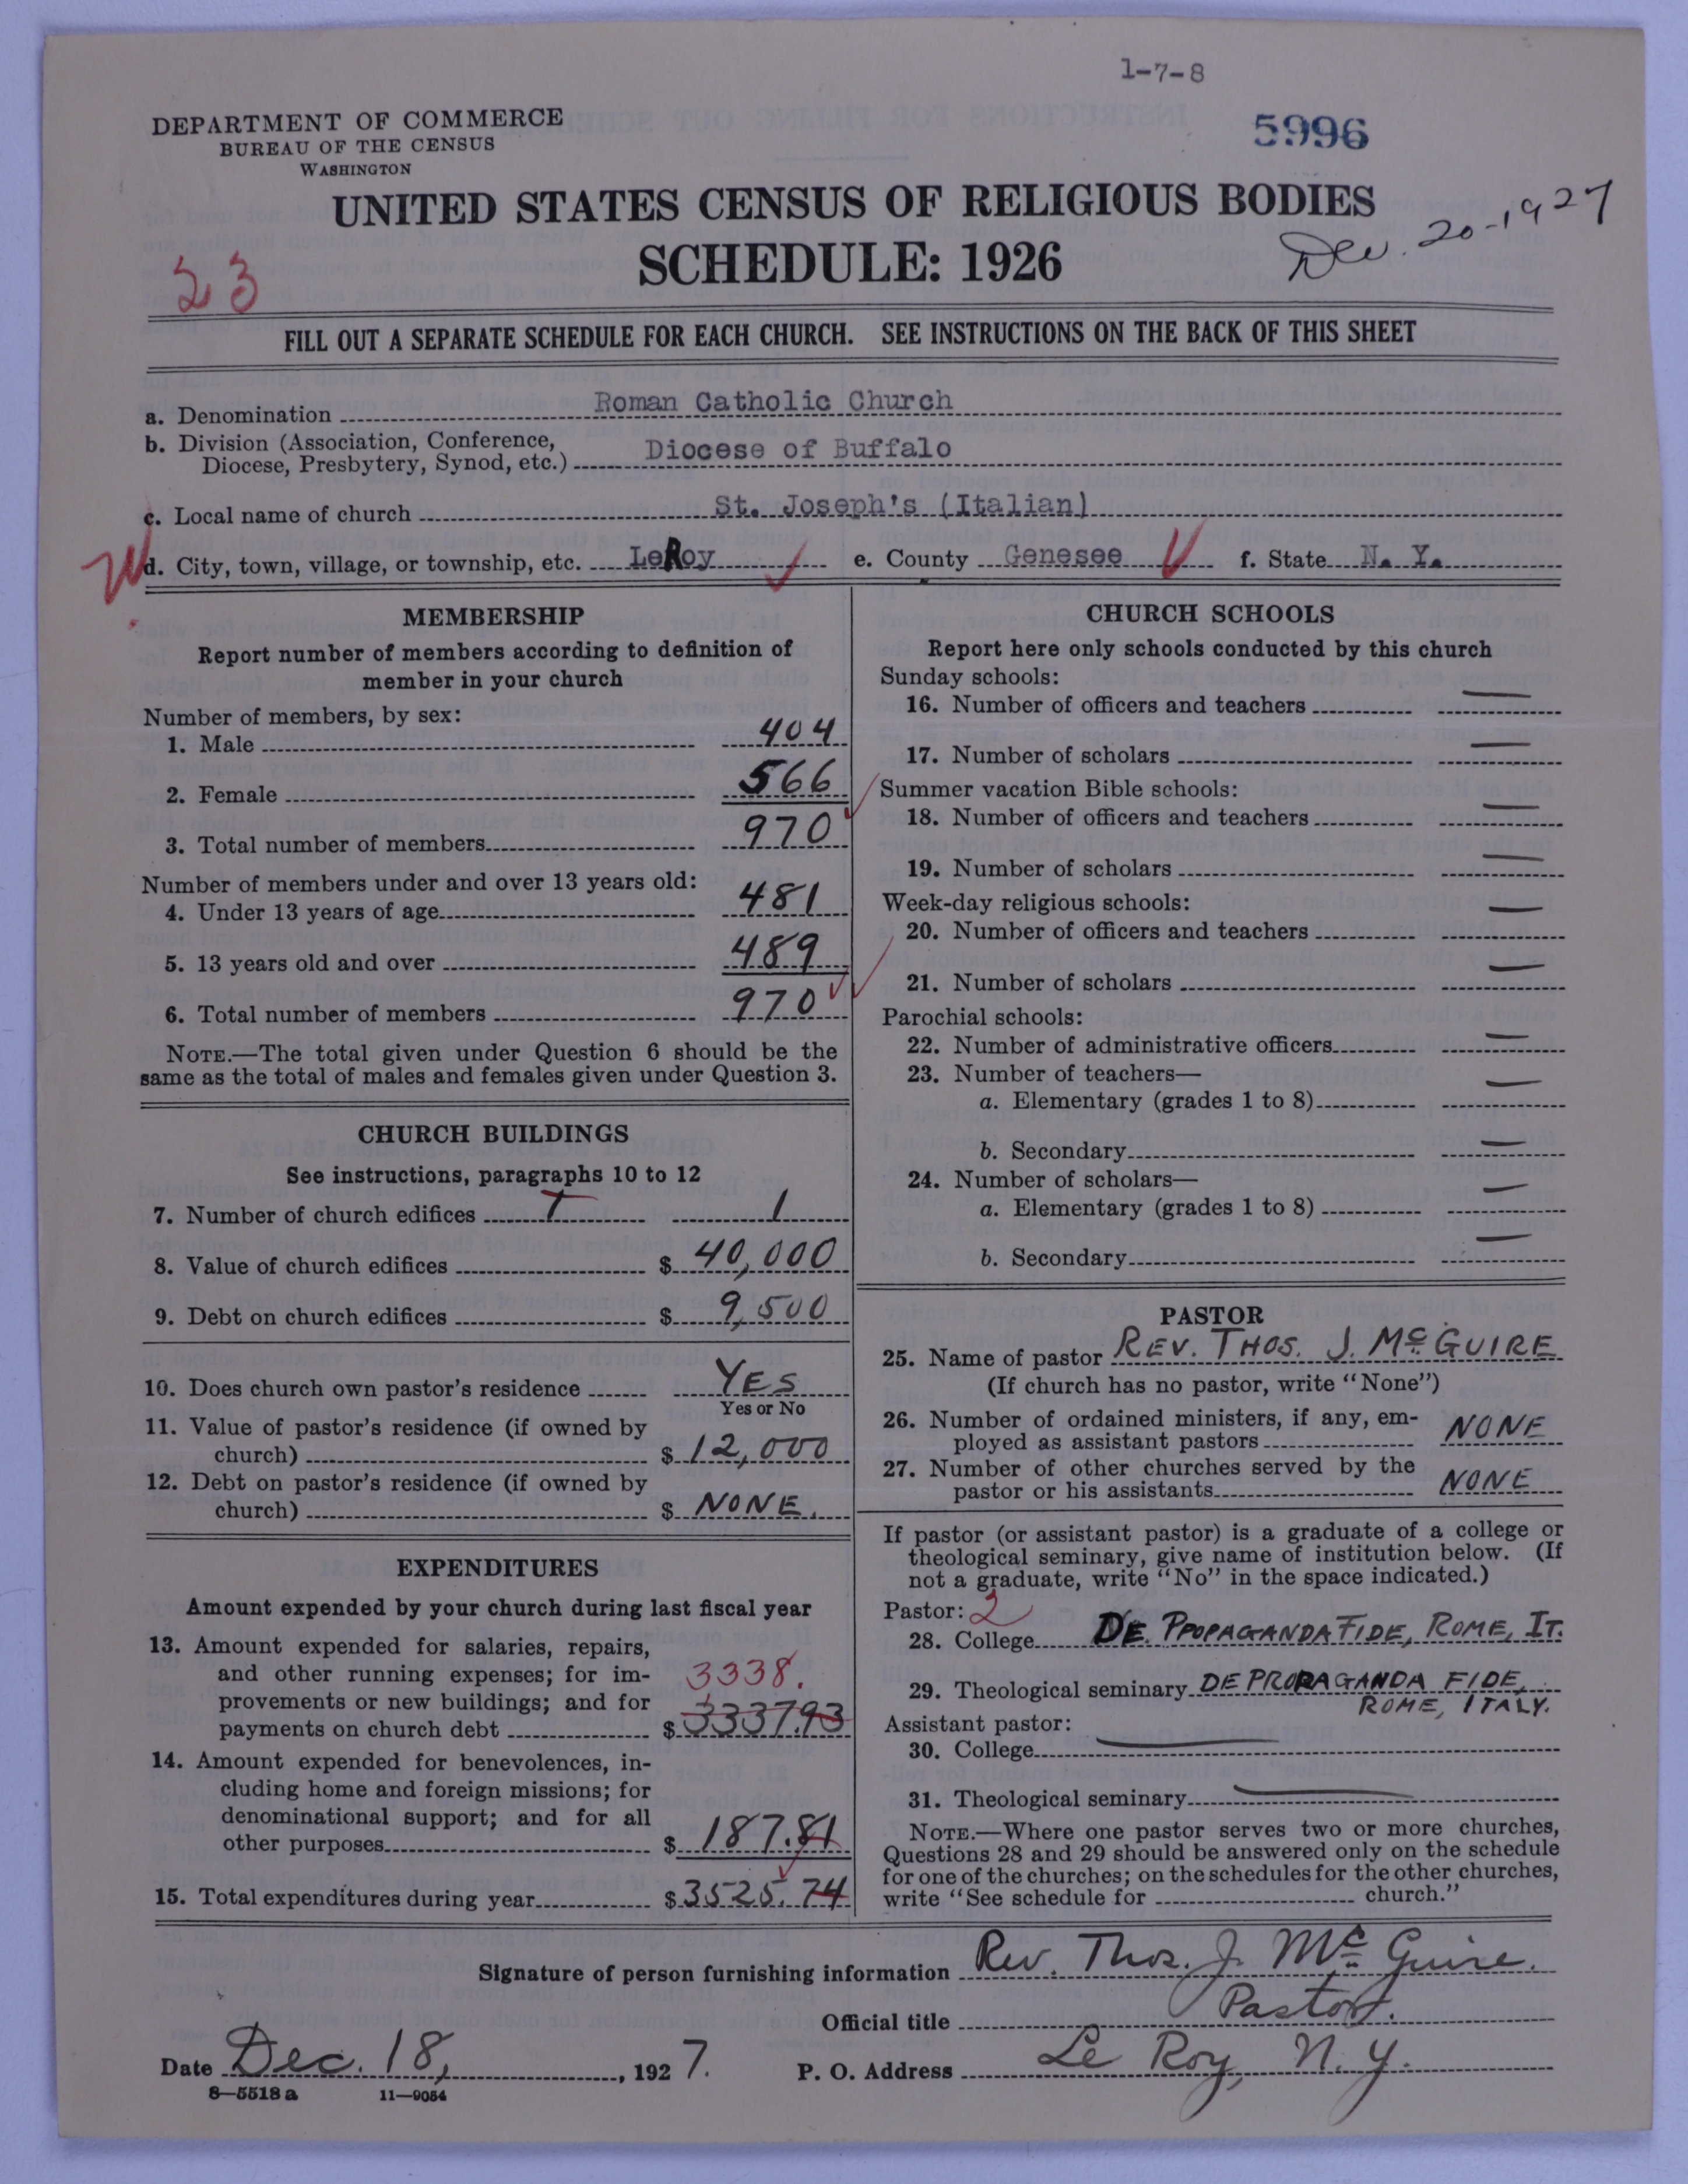 1-7-8
DEPARTMENT OF COMMERCE
BUREAU OF THE CENSUS
WASHINGTON
5996
UNITED STATES CENSUS OF RELIGIOUS BODIES
SCHEDULE: 1926
Dec. 20-1927
23
FILL OUT A SEPARATE SCHEDULE FOR EACH CHURCH. SEE INSTRUCTIONS ON THE BACK OF THIS SHEET
a. Denomination Roman Catholic Church
b. Division (Association, Conference,
Diocese, Presbytery, Synod, etc.) Diocese of Buffalo
c. Local name of church St. Joseph's (Italian)
d. City, town, village, or township, etc. LeRoy e. County Genesee f. State N. Y.
MEMBERSHIP
Report number of members according to definition of
member in your church
Number of members, by sex:
1. Male 404
2. Female 566
3. Total number of members 970
Number of members under and over 13 years old:
4. Under 13 years of age 481
5. 13 years old and over 489
6. Total number of members 970
NOTE.—The total given under Question 6 should be the
same as the total of males and females given under Question 3.
CHURCH BUILDINGS
See instructions, paragraphs 10 to 12
7. Number of church edifices 1 1
8. Value of church edifices $ 40,000
9. Debt on church edifices $ 9,500
10. Does church own pastor's residence YES
Yes or No
11. Value of pastor's residence (if owned by
church) $ 12,000
12. Debt on pastor's residence (if owned by
church) $ NONE.
EXPENDITURES
Amount expended by your church during last fiscal year
13. Amount expended for salaries, repairs,
and other running expenses; for im-
3338.
provements or new buildings; and for
payments on church debt $ 3337.93
14. Amount expended for benevolences, in-
cluding home and foreign missions; for
denominational support; and for all
other purposes $ 187.81
15. Total expenditures during year $ 3525.74
CHURCH SCHOOLS
Report here only schools conducted by this church
Sunday schools:
16. Number of officers and teachers —
17. Number of scholars —
Summer vacation Bible schools:
18. Number of officers and teachers —
19. Number of scholars —
Week-day religious schools:
20. Number of officers and teachers —
21. Number of scholars —
Parochial schools:
22. Number of administrative officers —
23. Number of teachers—
a. Elementary (grades 1 to 8) —
b. Secondary —
24. Number of scholars—
a. Elementary (grades 1 to 8) —
b. Secondary —
PASTOR
25. Name of pastor REV. THOS. J. McGUIRE
(If church has no pastor, write "None")
26. Number of ordained ministers, if any, em-
ployed as assistant pastors NONE
27. Number of other churches served by the
pastor or his assistants NONE
If pastor (or assistant pastor) is a graduate of a college or
theological seminary, give name of institution below. (If
not a graduate, write "No" in the space indicated.)
Pastor: 2
28. College DE. PPOPAGANDA FIDE, ROME, IT.
29. Theological seminary DE PROPAGANDA FIDE,
ROME, ITALY.
Assistant pastor:
30. College —
31. Theological seminary —
NOTE.—Where one pastor serves two or more churches,
Questions 28 and 29 should be answered only on the schedule
for one of the churches; on the schedules for the other churches,
write "See schedule for church."
Signature of person furnishing information Rev. Thos. J. McGuire.
Official title Pastor.
Date Dec. 18, 1927. P. O. Address Le Roy, N. Y.
8—5518 a 11—9054